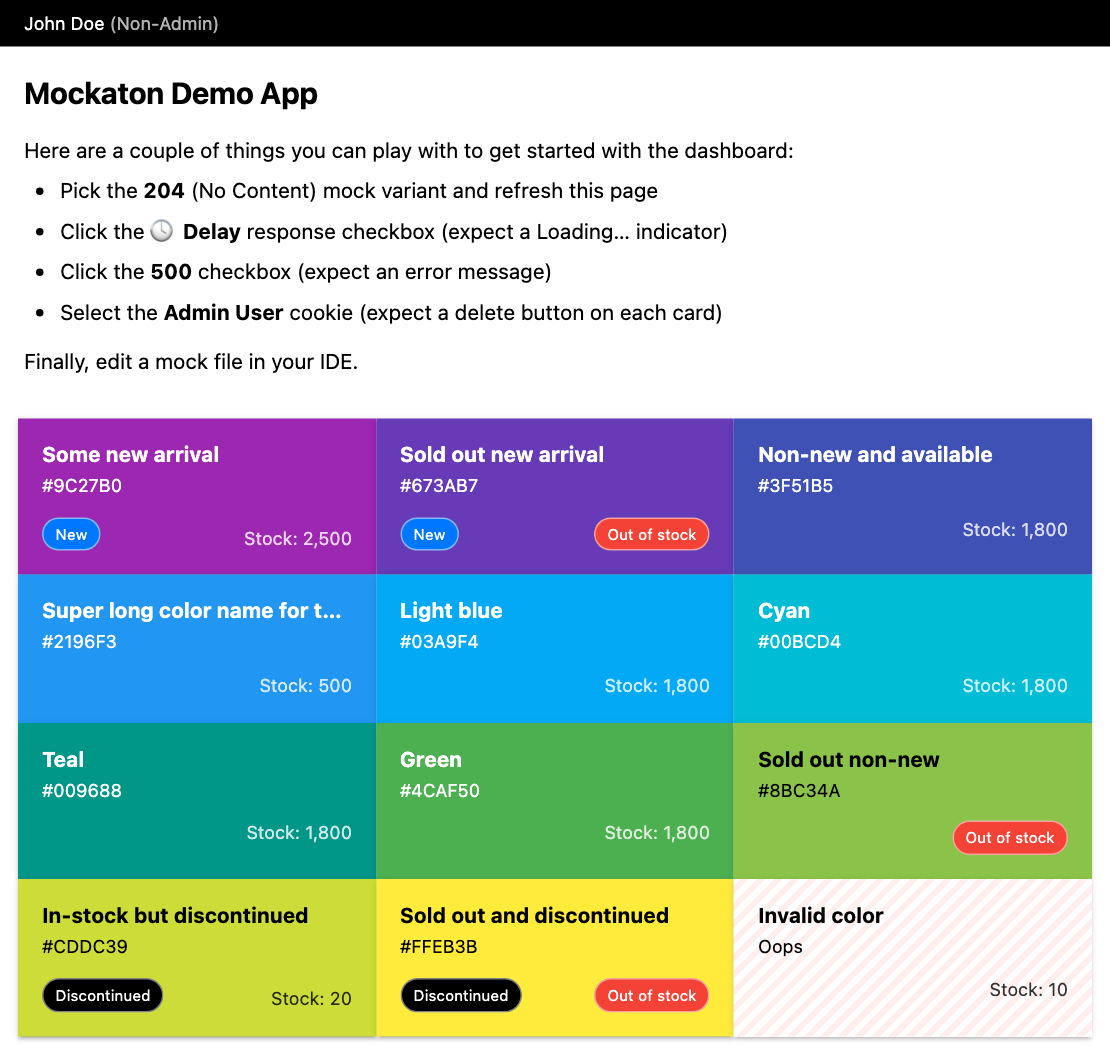 John Doe (Non-Admin)
Mockaton Demo App
Here are a couple of things you can play with to get started with the dashboard:
• Pick the 204 (No Content) mock variant and refresh this page
• Click the 🕓 Delay response checkbox (expect a Loading... indicator)
• Click the 500 checkbox (expect an error message)
• Select the Admin User cookie (expect a delete button on each card)
Finally, edit a mock file in your IDE.
Some new arrival
#9C27B0
New
Stock: 2,500
Sold out new arrival
#673AB7
New
Out of stock
Non-new and available
#3F51B5
Stock: 1,800
Super long color name for t...
#2196F3
Stock: 500
Light blue
#03A9F4
Stock: 1,800
Cyan
#00BCD4
Stock: 1,800
Teal
#009688
Stock: 1,800
Green
#4CAF50
Stock: 1,800
Sold out non-new
#8BC34A
Out of stock
In-stock but discontinued
#CDDC39
Discontinued
Stock: 20
Sold out and discontinued
#FFEB3B
Discontinued
Out of stock
Invalid color
Oops
Stock: 10